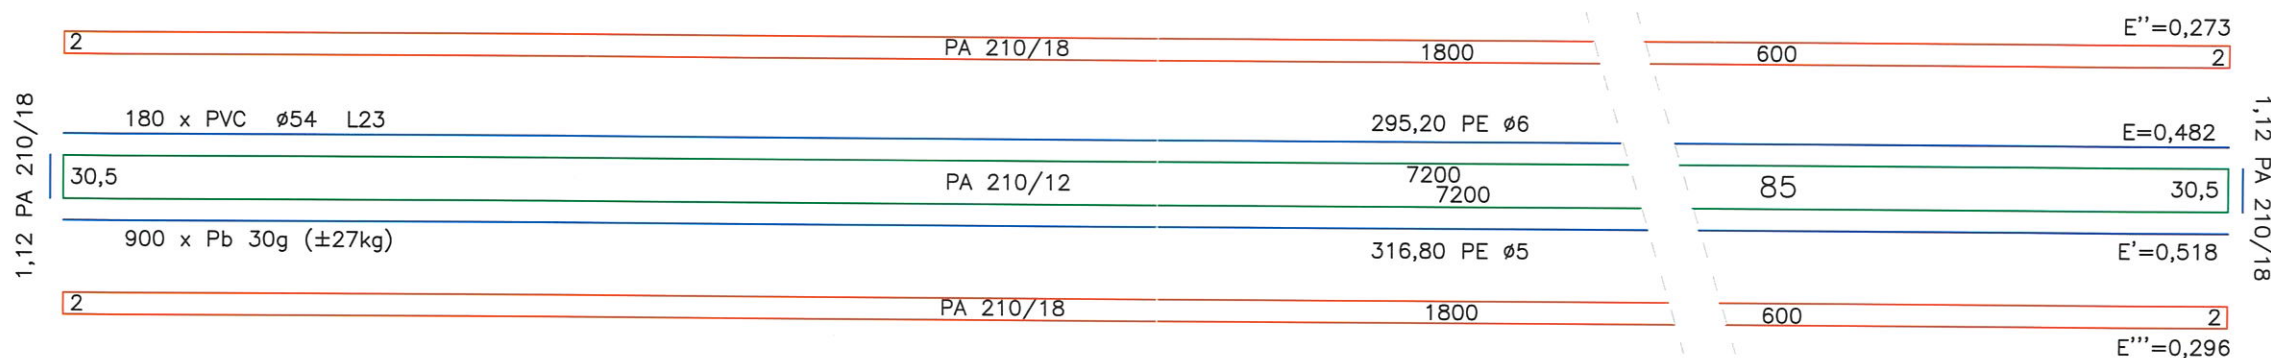 E''=0,273
2 PA 210/18 1800 600 2
180 x PVC ø54 L23 295,20 PE ø6 E=0,482
1,12 PA 210/18
30,5 PA 210/12 7200 85 30,5
7200
1,12 PA 210/18
900 x Pb 30g (±27kg) 316,80 PE ø5 E'=0,518
2 PA 210/18 1800 600 2
E'''=0,296